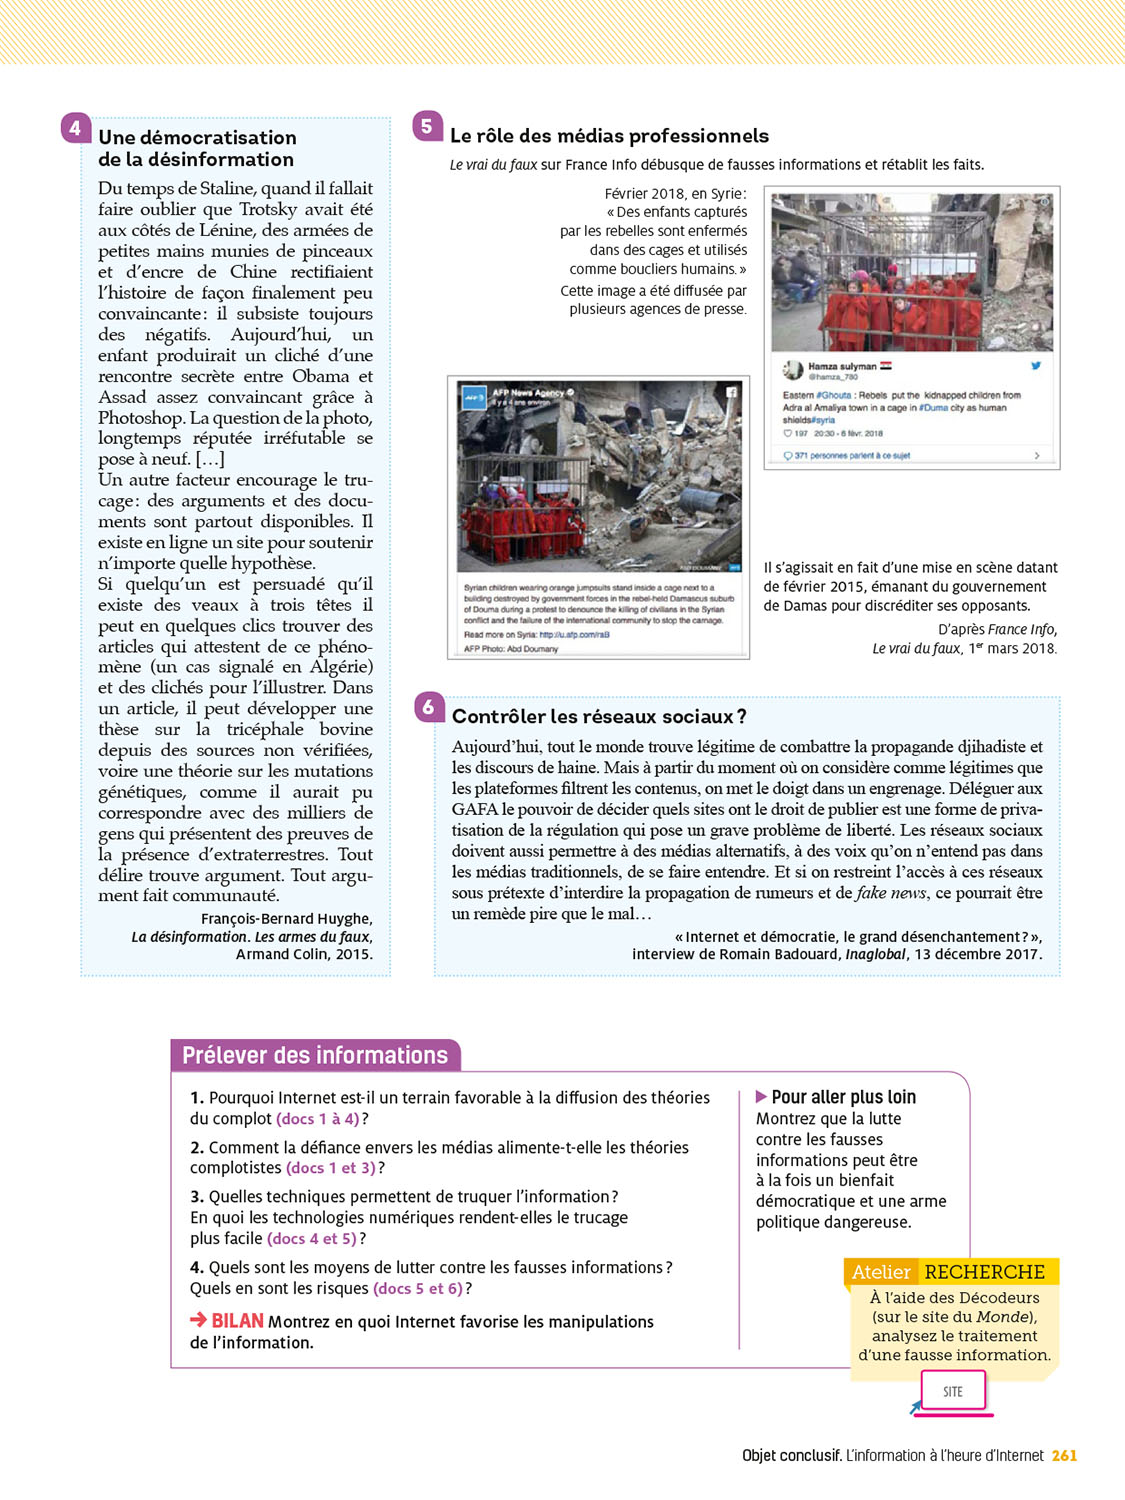 4
Une démocratisation
de la désinformation
Du temps de Staline, quand il fallait
faire oublier que Trotsky avait été
aux côtés de Lénine, des armées de
petites mains munies de pinceaux
et d’encre de Chine rectifiaient
l’histoire de façon finalement peu
convaincante : il subsiste toujours
des négatifs. Aujourd’hui, un
enfant produirait un cliché d’une
rencontre secrète entre Obama et
Assad assez convaincant grâce à
Photoshop. La question de la photo,
longtemps réputée irréfutable se
pose à neuf. […]
Un autre facteur encourage le tru-
cage : des arguments et des docu-
ments sont partout disponibles. Il
existe en ligne un site pour soutenir
n’importe quelle hypothèse.
Si quelqu’un est persuadé qu’il
existe des veaux à trois têtes il
peut en quelques clics trouver des
articles qui attestent de ce phéno-
mène (un cas signalé en Algérie)
et des clichés pour l’illustrer. Dans
un article, il peut développer une
thèse sur la tricéphale bovine
depuis des sources non vérifiées,
voire une théorie sur les mutations
génétiques, comme il aurait pu
correspondre avec des milliers de
gens qui présentent des preuves de
la présence d’extraterrestres. Tout
délire trouve argument. Tout argu-
ment fait communauté.
François-Bernard Huyghe,
La désinformation. Les armes du faux,
Armand Colin, 2015.
5
Le rôle des médias professionnels
Le vrai du faux sur France Info débusque de fausses informations et rétablit les faits.
Février 2018, en Syrie :
« Des enfants capturés
par les rebelles sont enfermés
dans des cages et utilisés
comme boucliers humains. »
Cette image a été diffusée par
plusieurs agences de presse.
Hamza sulyman
@hamza_780
Eastern #Ghouta : Rebels put the kidnapped children from
Adra al Amaliya town in a cage in #Duma city as human
shields#syria
197 20:30 - 6 févr. 2018
371 personnes parlent à ce sujet
AFP
AFP News Agency
il y a 4 ans environ
ABD DOUMANY
Syrian children wearing orange jumpsuits stand inside a cage next to a
building destroyed by government forces in the rebel-held Damascus suburb
of Douma during a protest to denounce the killing of civilians in the Syrian
conflict and the failure of the international community to stop the carnage.
Read more on Syria: http://u.afp.com/raB
AFP Photo: Abd Doumany
Il s’agissait en fait d’une mise en scène datant
de février 2015, émanant du gouvernement
de Damas pour discréditer ses opposants.
D’après France Info,
Le vrai du faux, 1er mars 2018.
6
Contrôler les réseaux sociaux ?
Aujourd’hui, tout le monde trouve légitime de combattre la propagande djihadiste et
les discours de haine. Mais à partir du moment où on considère comme légitimes que
les plateformes filtrent les contenus, on met le doigt dans un engrenage. Déléguer aux
GAFA le pouvoir de décider quels sites ont le droit de publier est une forme de priva-
tisation de la régulation qui pose un grave problème de liberté. Les réseaux sociaux
doivent aussi permettre à des médias alternatifs, à des voix qu’on n’entend pas dans
les médias traditionnels, de se faire entendre. Et si on restreint l’accès à ces réseaux
sous prétexte d’interdire la propagation de rumeurs et de fake news, ce pourrait être
un remède pire que le mal…
« Internet et démocratie, le grand désenchantement ? »,
interview de Romain Badouard, Inaglobal, 13 décembre 2017.
Prélever des informations
1. Pourquoi Internet est-il un terrain favorable à la diffusion des théories
du complot (docs 1 à 4) ?
2. Comment la défiance envers les médias alimente-t-elle les théories
complotistes (docs 1 et 3) ?
3. Quelles techniques permettent de truquer l’information ?
En quoi les technologies numériques rendent-elles le trucage
plus facile (docs 4 et 5) ?
4. Quels sont les moyens de lutter contre les fausses informations ?
Quels en sont les risques (docs 5 et 6) ?
→ BILAN Montrez en quoi Internet favorise les manipulations
de l’information.
▶ Pour aller plus loin
Montrez que la lutte
contre les fausses
informations peut être
à la fois un bienfait
démocratique et une arme
politique dangereuse.
Atelier RECHERCHE
À l’aide des Décodeurs
(sur le site du Monde),
analysez le traitement
d’une fausse information.
SITE
Objet conclusif. L’information à l’heure d’Internet 261